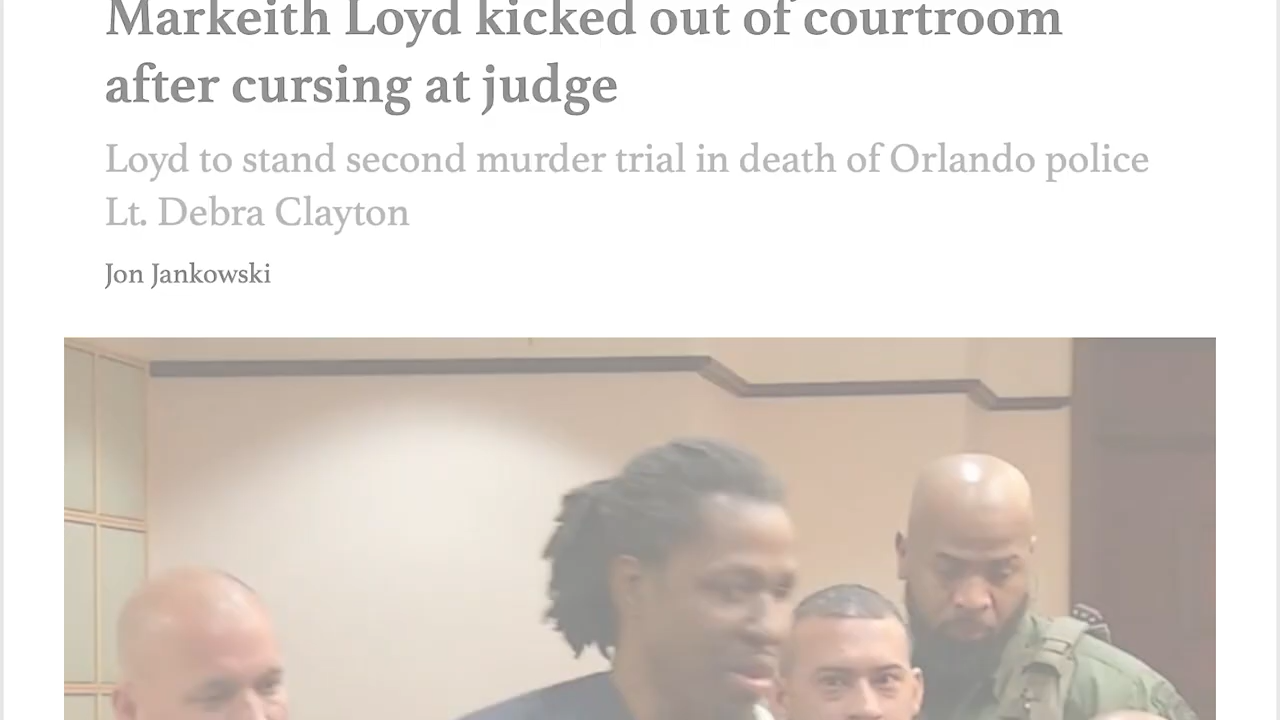 Markeith Loyd kicked out of courtroom
after cursing at judge
Loyd to stand second murder trial in death of Orlando police
Lt. Debra Clayton
Jon Jankowski